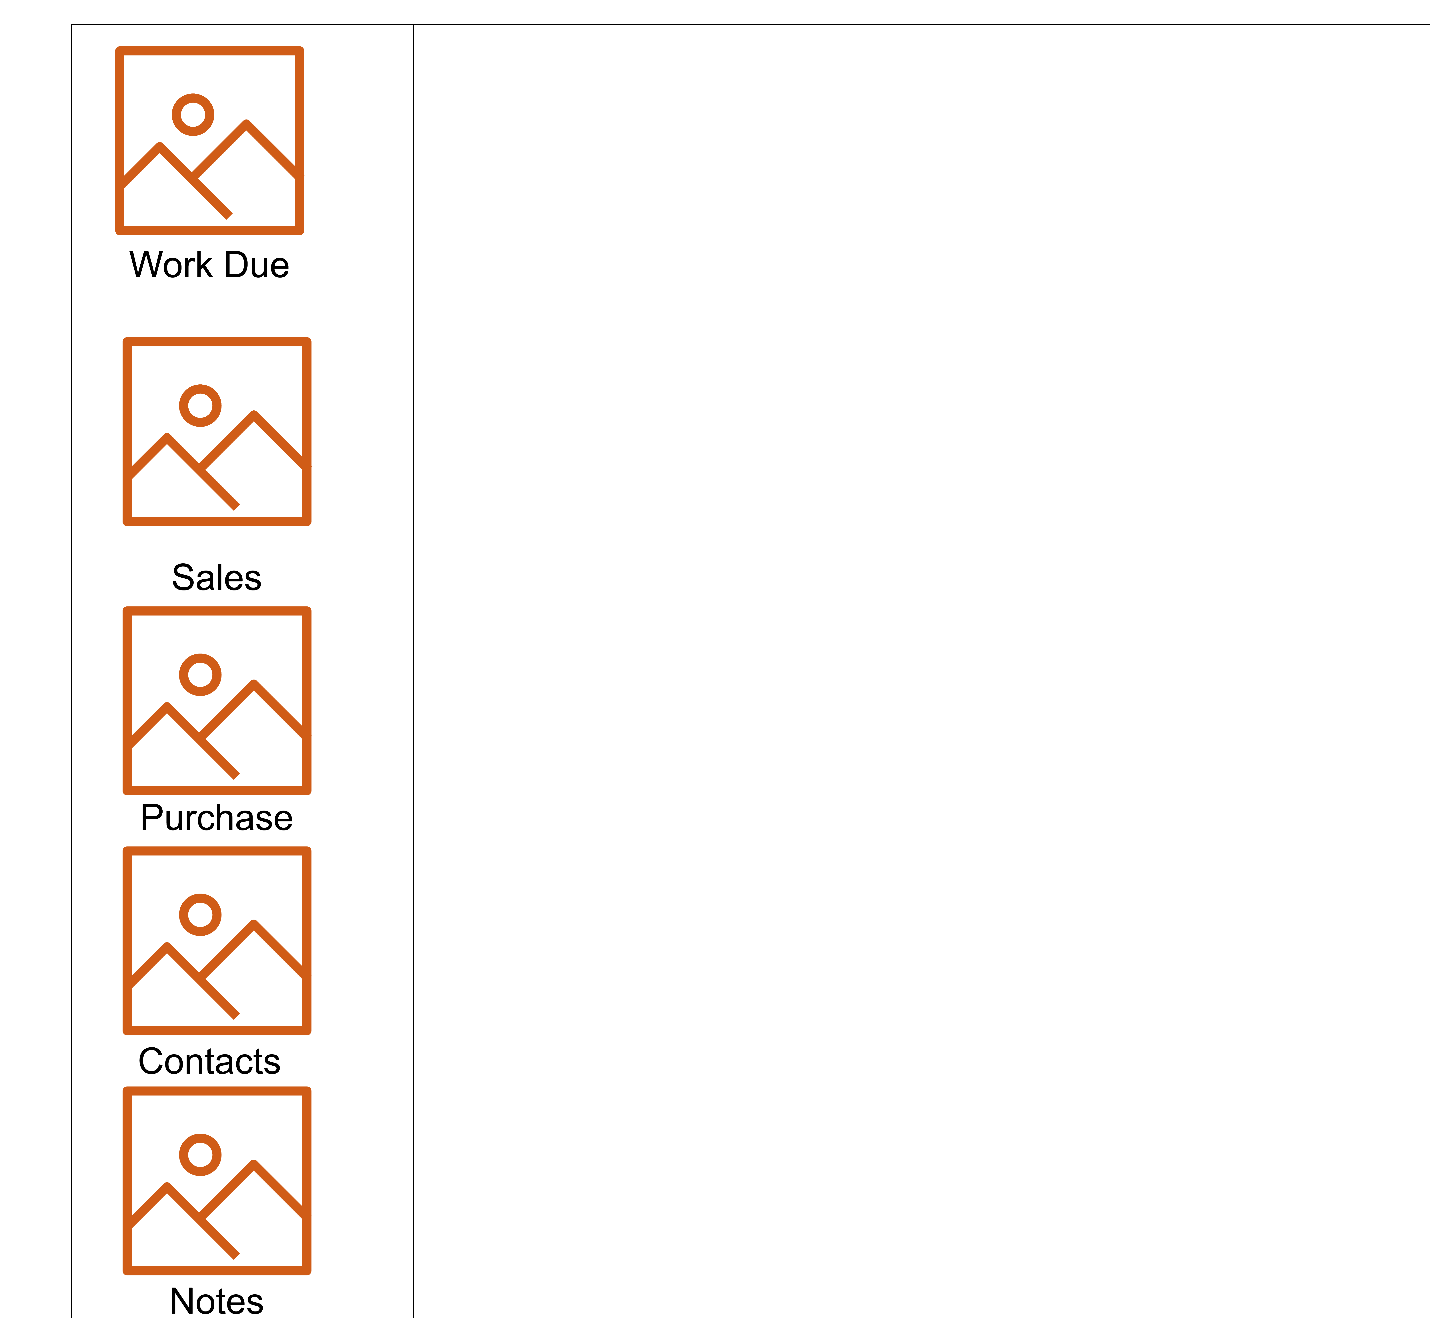 Work Due
Sales
Purchase
Contacts
Notes